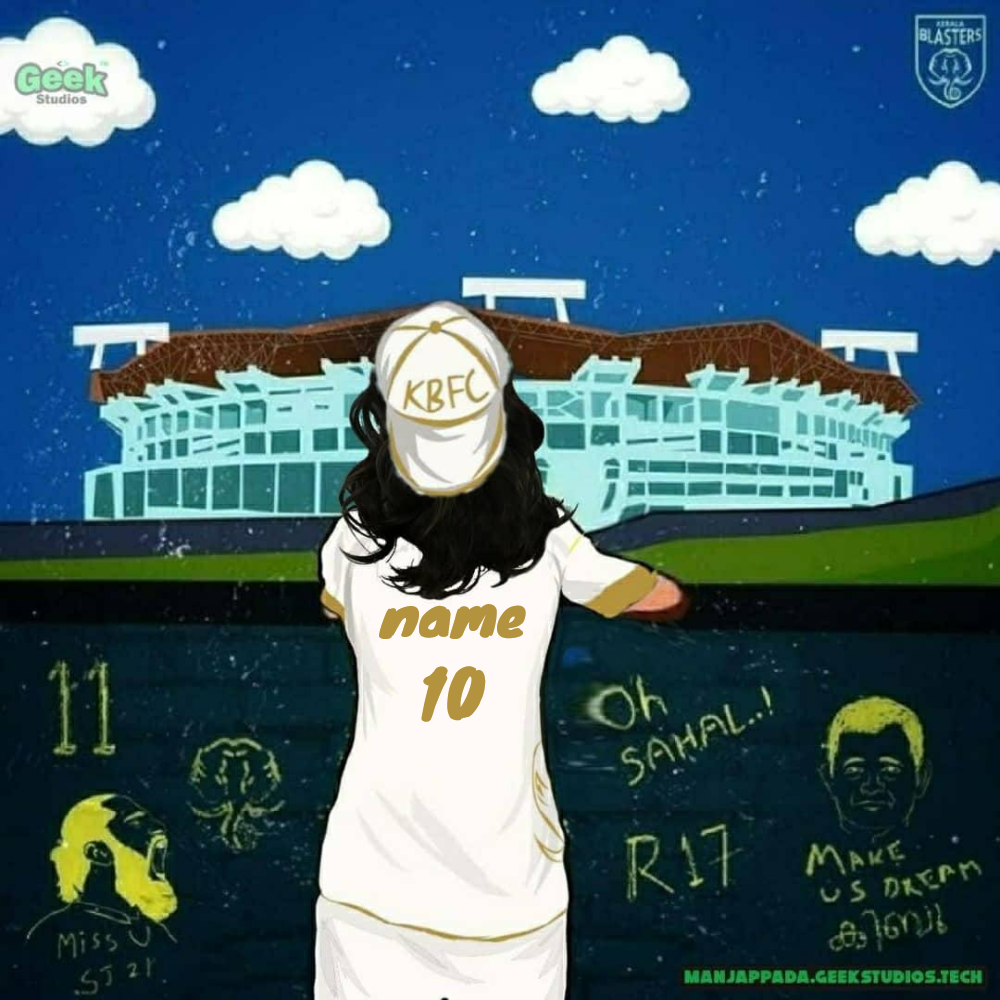 Geek
Studios
KERALA
BLASTERS
KBFC
name
10
11
Oh
SAHAL..!
R17
MAKE
US DREAM
MISS U
SJ 21
MANJAPPADA.GEEKSTUDIOS.TECH